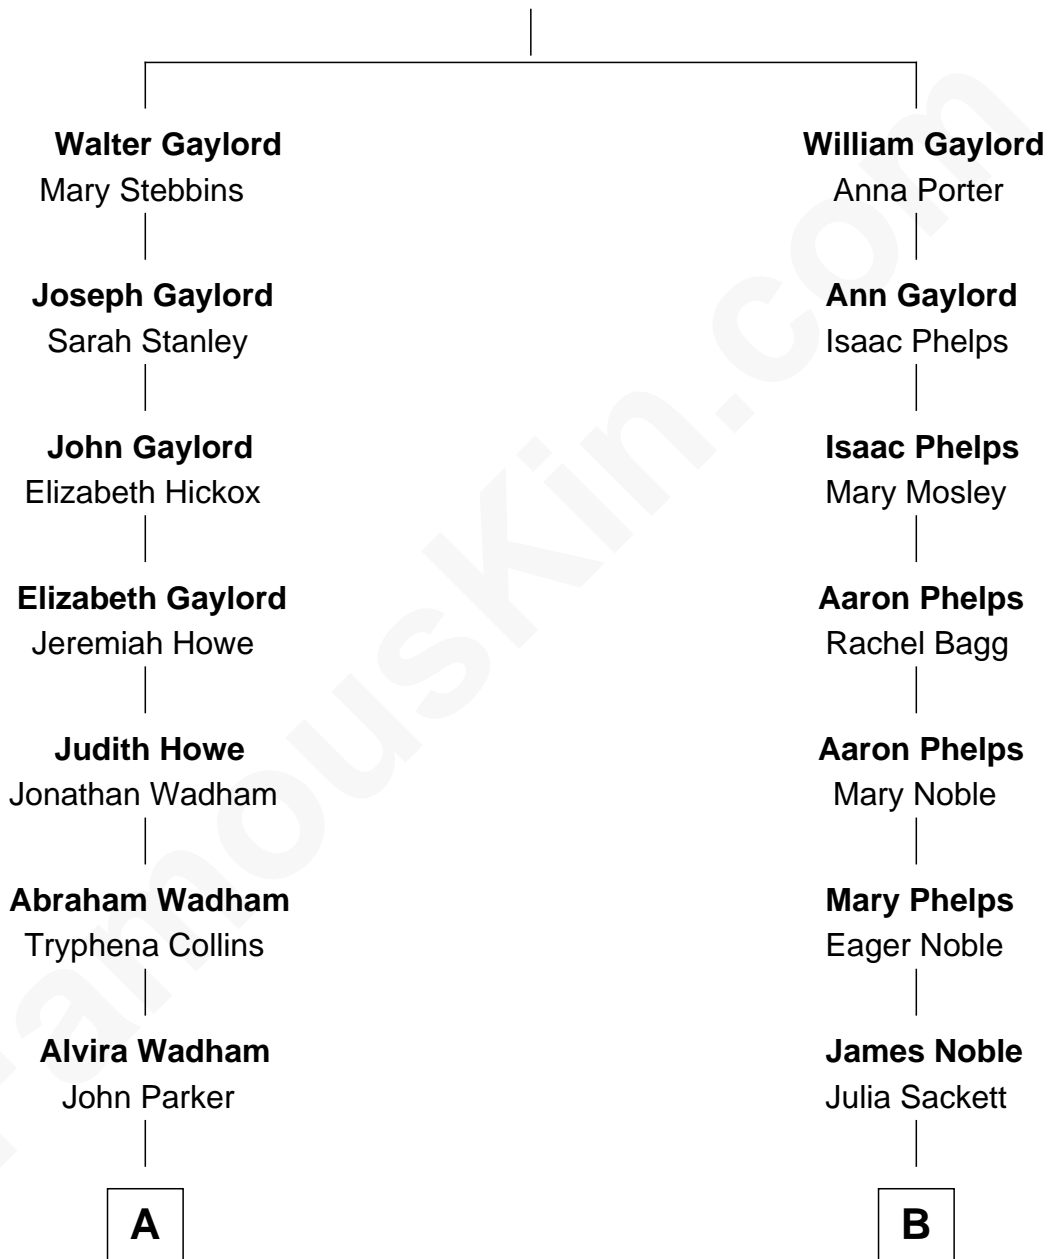 Walter Gaylord
Mary Stebbins
Joseph Gaylord
Sarah Stanley
John Gaylord
Elizabeth Hickox
Elizabeth Gaylord
Jeremiah Howe
Judith Howe
Jonathan Wadham
Abraham Wadham
Tryphena Collins
Alvira Wadham
John Parker
A
William Gaylord
Anna Porter
Ann Gaylord
Isaac Phelps
Isaac Phelps
Mary Mosley
Aaron Phelps
Rachel Bagg
Aaron Phelps
Mary Noble
Mary Phelps
Eager Noble
James Noble
Julia Sackett
B
FamousKin.com